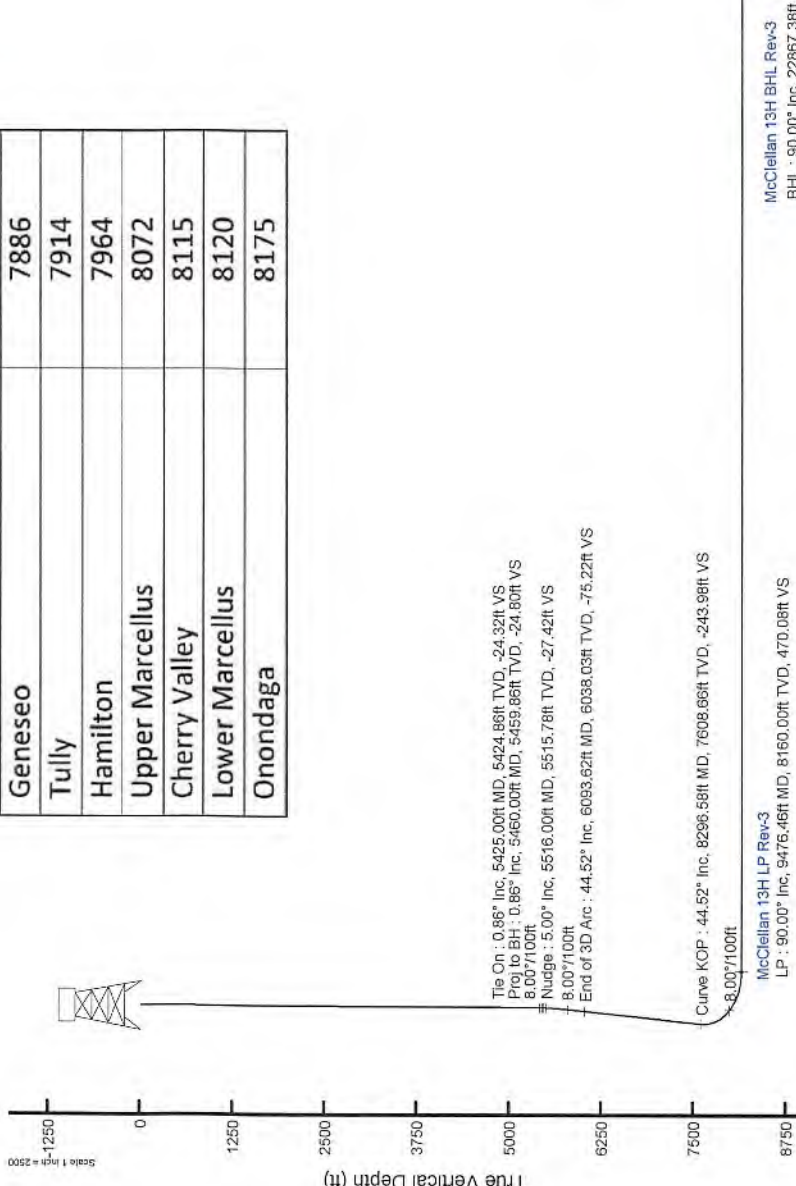 Geneseo 7886
Tully 7914
Hamilton 7964
Upper Marcellus 8072
Cherry Valley 8115
Lower Marcellus 8120
Onondaga 8175
Scale 1 inch = 2500
-1250
0
1250
2500
3750
5000
6250
7500
8750
True Vertical Depth (ft)
Tie On : 0.86° Inc, 5425.00ft MD, 5424.86ft TVD, -24.32ft VS
Proj to BH : 0.86° Inc, 5460.00ft MD, 5459.86ft TVD, -24.80ft VS
8.00°/100ft
Nudge : 5.00° Inc, 5516.00ft MD, 5515.78ft TVD, -27.42ft VS
8.00°/100ft
End of 3D Arc : 44.52° Inc, 6093.62ft MD, 6038.03ft TVD, -75.22ft VS
Curve KOP : 44.52° Inc, 8296.58ft MD, 7608.66ft TVD, -243.98ft VS
8.00°/100ft
McClellan 13H LP Rev-3
LP : 90.00° Inc, 9476.46ft MD, 8160.00ft TVD, 470.08ft VS
McClellan 13H BHL Rev-3
BHL : 90.00° Inc, 22867.38ft